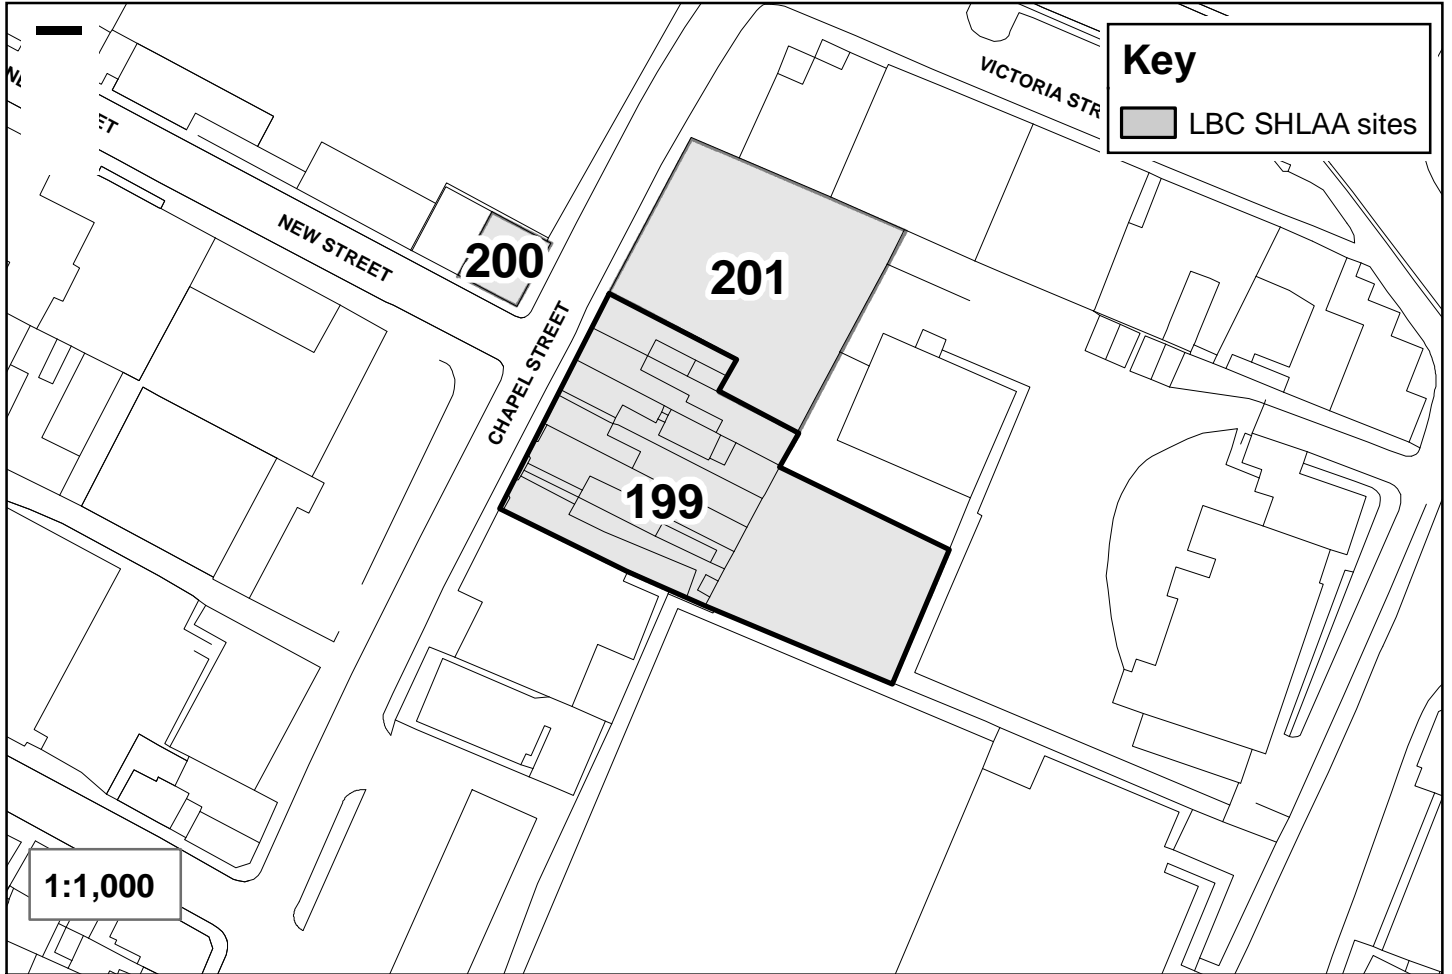 Key
LBC SHLAA sites
VICTORIA STR
NEW STREET
CHAPEL STREET
200
201
199
1:1,000